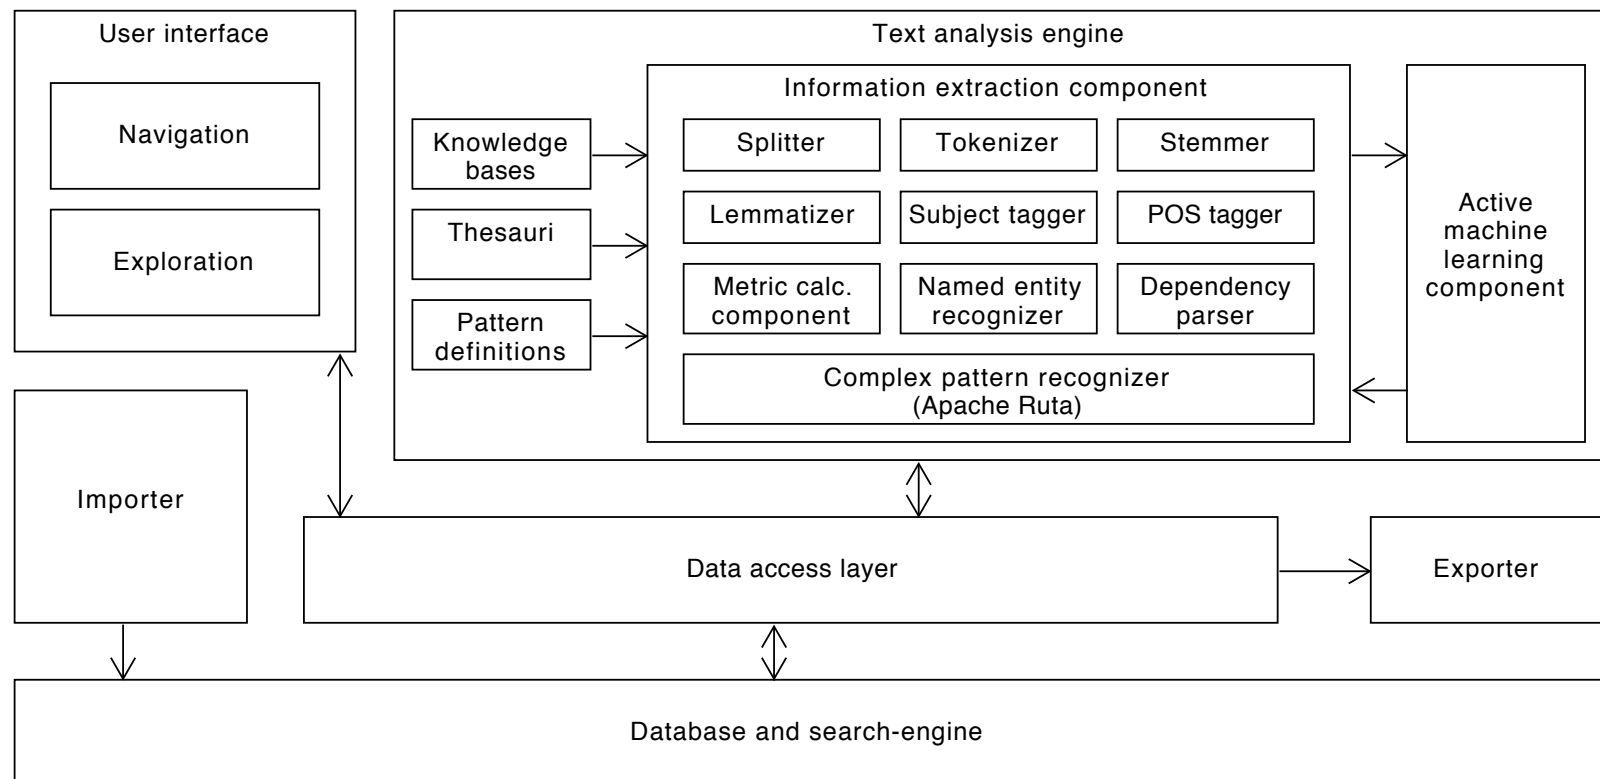 User interface
Navigation
Exploration
Importer
Text analysis engine
Knowledge
bases
Thesauri
Pattern
definitions
Information extraction component
Splitter
Tokenizer
Stemmer
Lemmatizer
Subject tagger
POS tagger
Metric calc.
component
Named entity
recognizer
Dependency
parser
Complex pattern recognizer
(Apache Ruta)
Active
machine
learning
component
Data access layer
Exporter
Database and search-engine